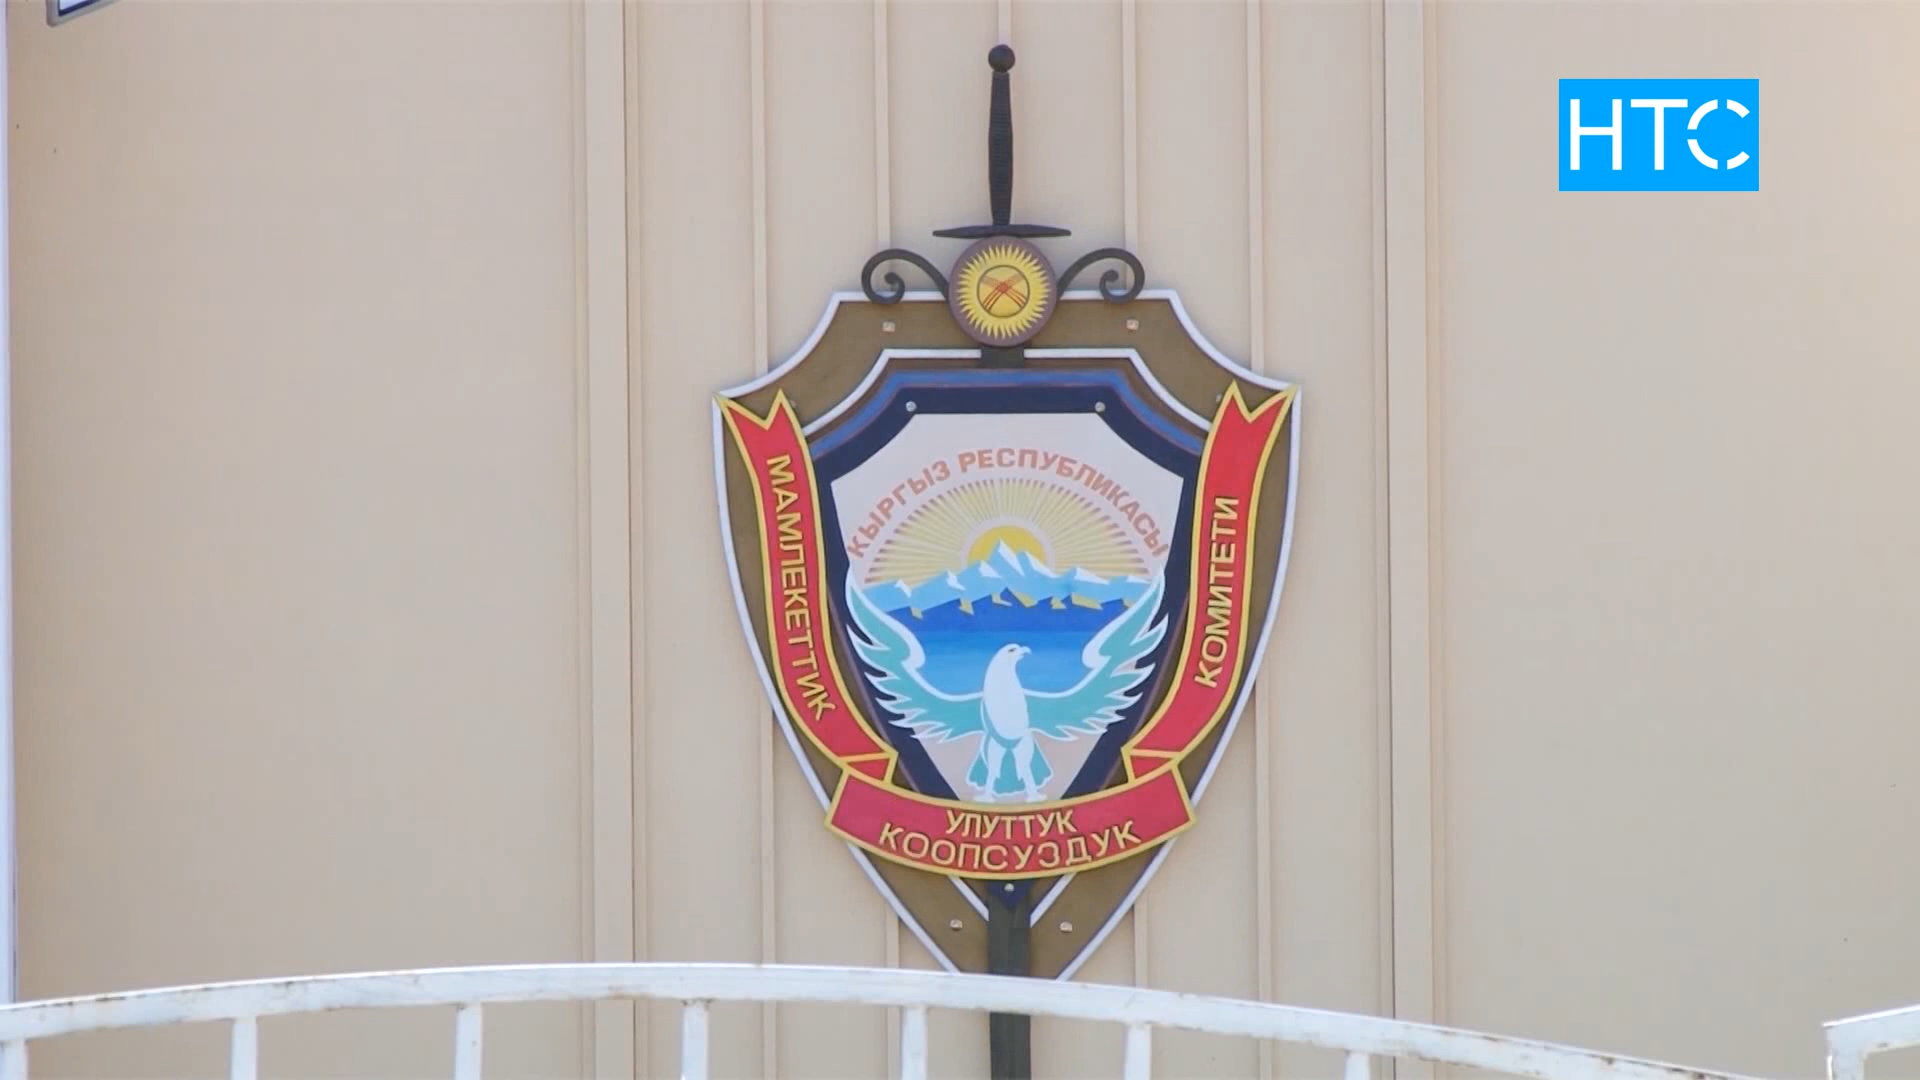 НТС
КЫРГЫЗ РЕСПУБЛИКАСЫ
МАМЛЕКЕТТИК
УЛУТТУК
КООПСУЗДУК
КОМИТЕТИ